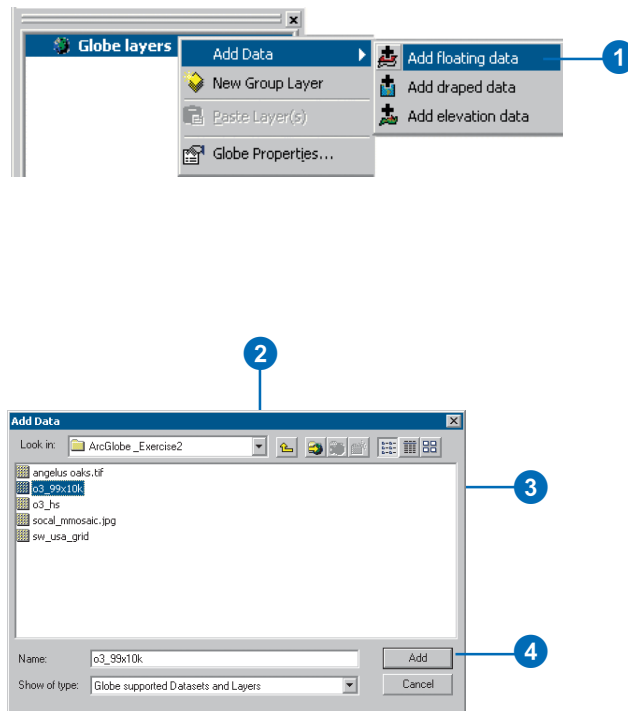 Globe layers
Add Data
New Group Layer
Paste Layer(s)
Globe Properties...
Add floating data
Add draped data
Add elevation data
1
2
Add Data
Look in: ArcGlobe _Exercise2
angelus oaks.tif
o3_99x10k
o3_hs
socal_mmosaic.jpg
sw_usa_grid
3
Name: o3_99x10k Add
4
Show of type: Globe supported Datasets and Layers Cancel